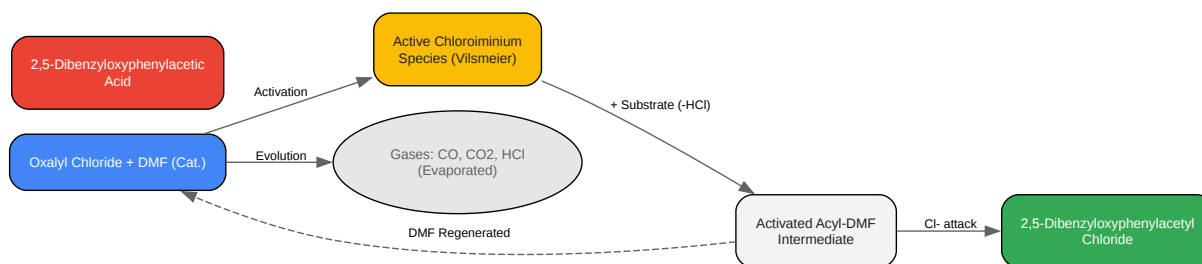 2,5-Dibenzyloxyphenylacetic
Acid
Active Chloroiminium
Species (Vilsmeier)
Activation
+ Substrate (-HCl)
Oxalyl Chloride + DMF (Cat.)
Evolution
Gases: CO, CO2, HCl
(Evaporated)
DMF Regenerated
Activated Acyl-DMF
Intermediate
Cl- attack
2,5-Dibenzyloxyphenylacetyl
Chloride